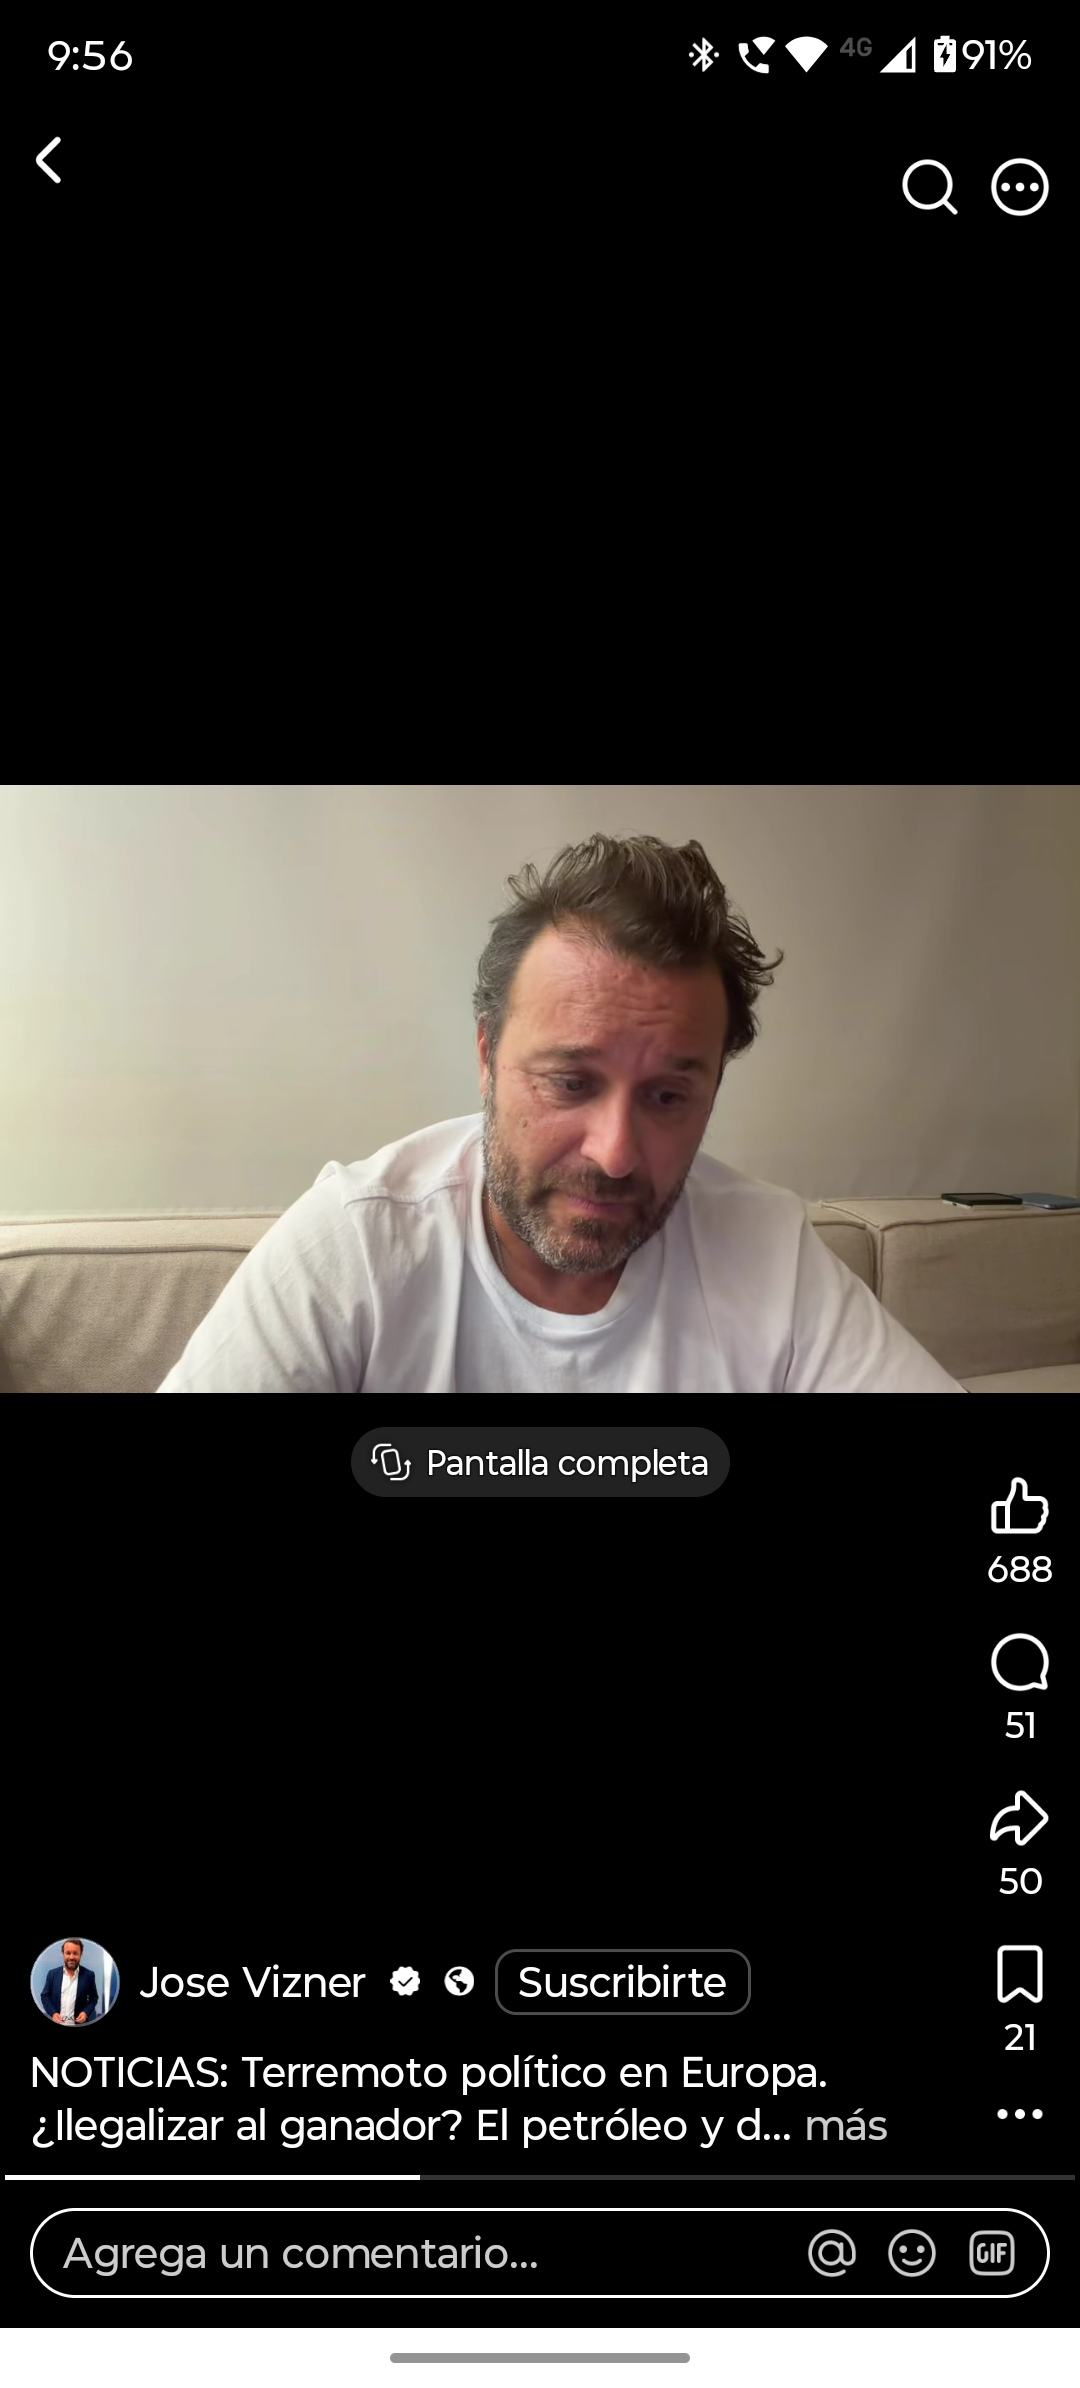 9:56
4G
91%
Pantalla completa
688
51
50
Jose Vizner
Suscribirte
21
NOTICIAS: Terremoto político en Europa.
¿Ilegalizar al ganador? El petróleo y d... más
Agrega un comentario...
GIF